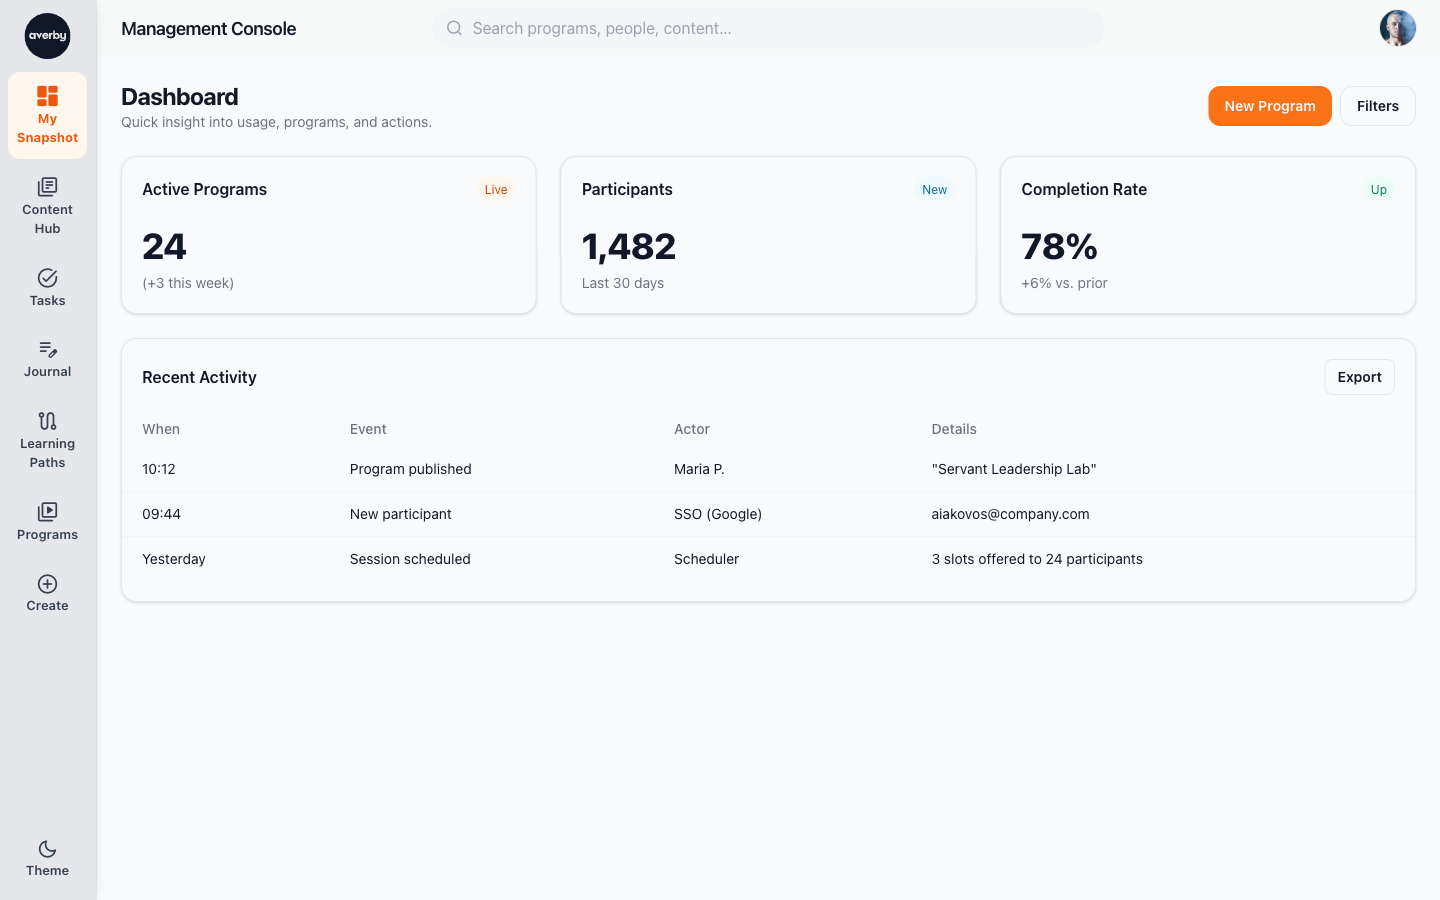 averby
Management Console
Search programs, people, content...
My
Snapshot
Content
Hub
Tasks
Journal
Learning
Paths
Programs
Create
Theme
Dashboard
Quick insight into usage, programs, and actions.
New Program
Filters
Active Programs
Live
24
(+3 this week)
Participants
New
1,482
Last 30 days
Completion Rate
Up
78%
+6% vs. prior
Recent Activity
Export
When Event Actor Details
10:12 Program published Maria P. "Servant Leadership Lab"
09:44 New participant SSO (Google) aiakovos@company.com
Yesterday Session scheduled Scheduler 3 slots offered to 24 participants